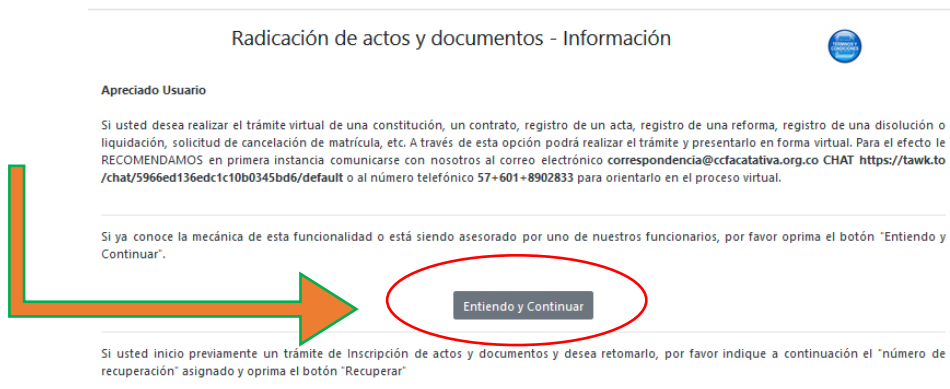 Radicación de actos y documentos - Información
TERMINOS Y
CONDICIONES
Apreciado Usuario
Si usted desea realizar el trámite virtual de una constitución, un contrato, registro de un acta, registro de una reforma, registro de una disolución o
liquidación, solicitud de cancelación de matrícula, etc. A través de esta opción podrá realizar el trámite y presentarlo en forma virtual. Para el efecto le
RECOMENDAMOS en primera instancia comunicarse con nosotros al correo electrónico correspondencia@ccfacatativa.org.co CHAT https://tawk.to
/chat/5966ed136edc1c10b0345bd6/default o al número telefónico 57+601+8902833 para orientarlo en el proceso virtual.
Si ya conoce la mecánica de esta funcionalidad o está siendo asesorado por uno de nuestros funcionarios, por favor oprima el botón "Entiendo y
Continuar".
Entiendo y Continuar
Si usted inicio previamente un trámite de Inscripción de actos y documentos y desea retomarlo, por favor indique a continuación el "número de
recuperación" asignado y oprima el botón "Recuperar"